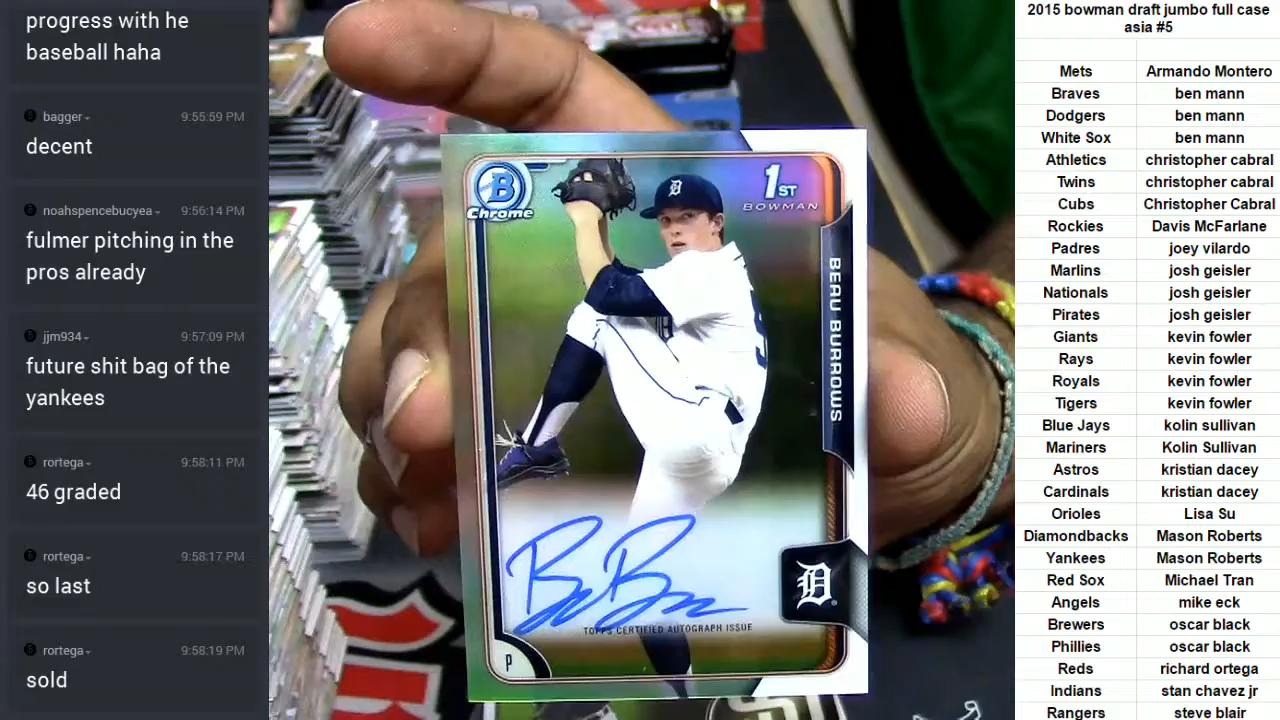 progress with he
baseball haha
bagger 9:55:59 PM
decent
noahspencebucyea 9:56:14 PM
fulmer pitching in the
pros already
jjm934 9:57:09 PM
future shit bag of the
yankees
rortega 9:58:11 PM
46 graded
rortega 9:58:17 PM
so last
rortega 9:58:19 PM
sold
B
Chrome
1ST
BOWMAN
D
BEAU BURROWS
TOPPS CERTIFIED AUTOGRAPH ISSUE
P
D
2015 bowman draft jumbo full case
asia #5
Mets Armando Montero
Braves ben mann
Dodgers ben mann
White Sox ben mann
Athletics christopher cabral
Twins christopher cabral
Cubs Christopher Cabral
Rockies Davis McFarlane
Padres joey vilardo
Marlins josh geisler
Nationals josh geisler
Pirates josh geisler
Giants kevin fowler
Rays kevin fowler
Royals kevin fowler
Tigers kevin fowler
Blue Jays kolin sullivan
Mariners Kolin Sullivan
Astros kristian dacey
Cardinals kristian dacey
Orioles Lisa Su
Diamondbacks Mason Roberts
Yankees Mason Roberts
Red Sox Michael Tran
Angels mike eck
Brewers oscar black
Phillies oscar black
Reds richard ortega
Indians stan chavez jr
Rangers steve blair